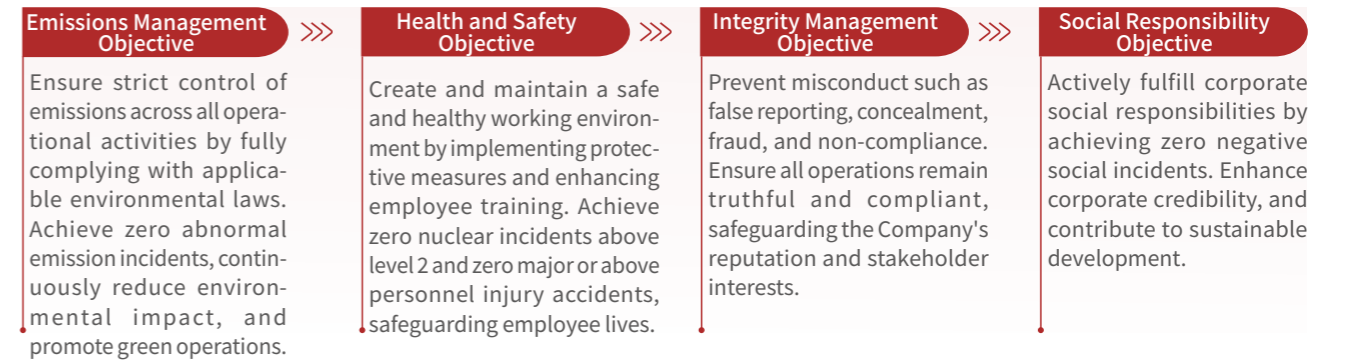 Emissions Management
Objective
Ensure strict control of
emissions across all opera-
tional activities by fully
complying with applica-
ble environmental laws.
Achieve zero abnormal
emission incidents, contin-
uously reduce environ-
mental impact, and
promote green operations.
Health and Safety
Objective
Create and maintain a safe
and healthy working environ-
ment by implementing protec-
tive measures and enhancing
employee training. Achieve
zero nuclear incidents above
level 2 and zero major or above
personnel injury accidents,
safeguarding employee lives.
Integrity Management
Objective
Prevent misconduct such as
false reporting, concealment,
fraud, and non-compliance.
Ensure all operations remain
truthful and compliant,
safeguarding the Company's
reputation and stakeholder
interests.
Social Responsibility
Objective
Actively fulfill corporate
social responsibilities by
achieving zero negative
social incidents. Enhance
corporate credibility, and
contribute to sustainable
development.